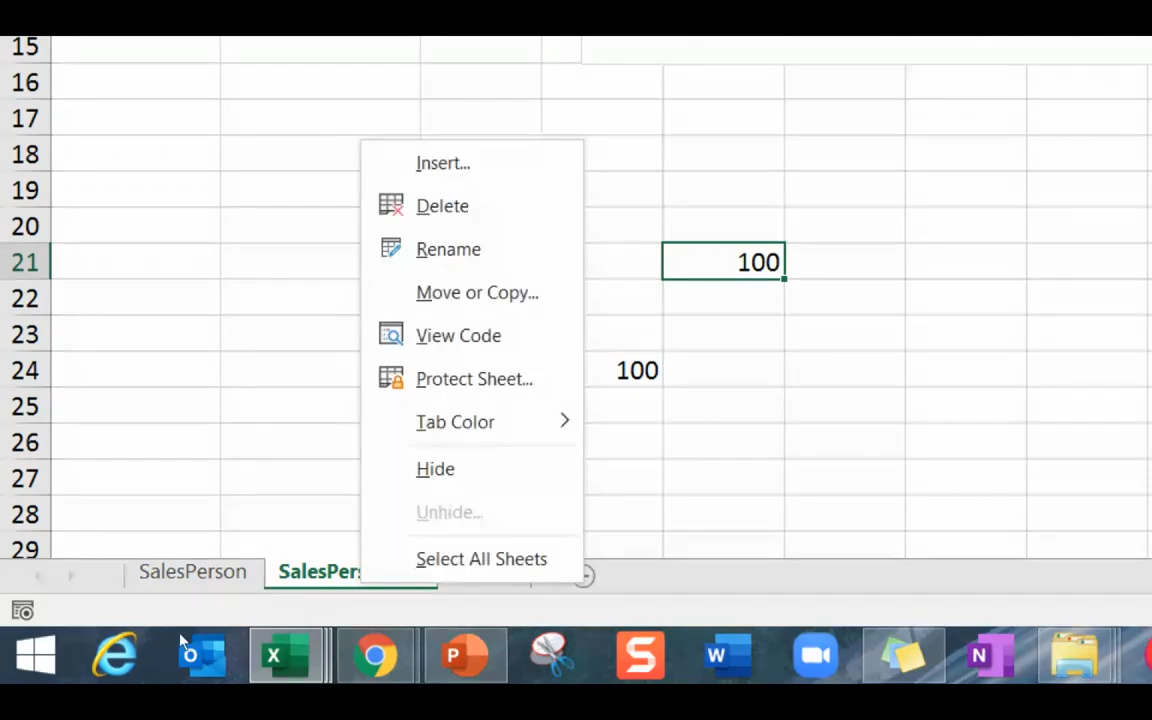 15
16
17
18
19
20
21
22
23
24
25
26
27
28
29
100
100
Insert...
Delete
Rename
Move or Copy...
View Code
Protect Sheet...
Tab Color
Hide
Unhide...
Select All Sheets
SalesPerson
SalesPers